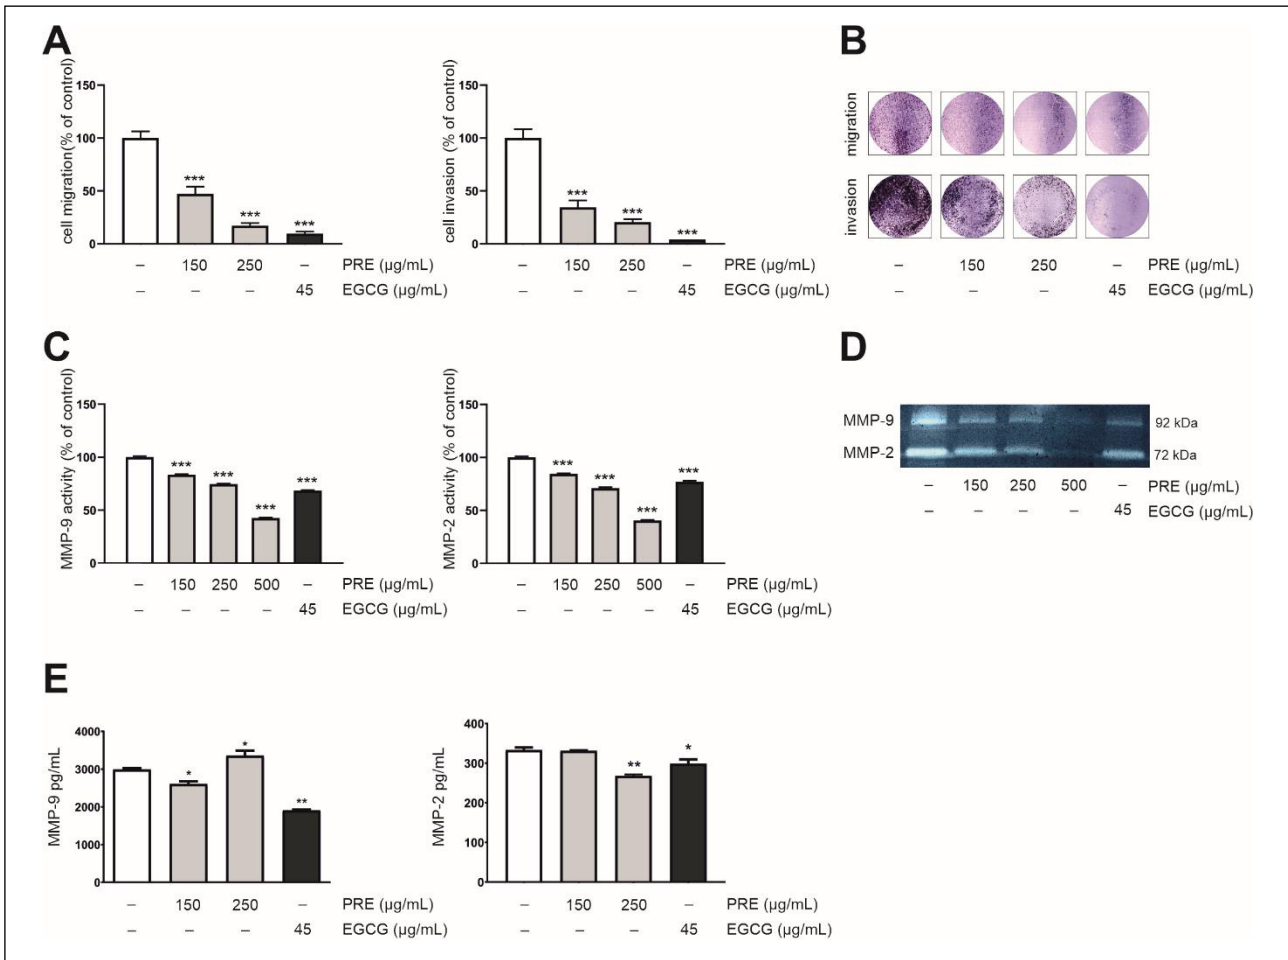 A
cell migration(% of control)
150
100
50
0
*** *** ***
– 150 250 – PRE (µg/mL)
– – – 45 EGCG (µg/mL)
cell invasion (% of control)
150
100
50
0
*** *** ***
– 150 250 – PRE (µg/mL)
– – – 45 EGCG (µg/mL)
B
migration
invasion
– 150 250 – PRE (µg/mL)
– – – 45 EGCG (µg/mL)
C
MMP-9 activity (% of control)
150
100
50
0
*** *** *** ***
– 150 250 500 – PRE (µg/mL)
– – – – 45 EGCG (µg/mL)
MMP-2 activity (% of control)
150
100
50
0
*** *** *** ***
– 150 250 500 – PRE (µg/mL)
– – – – 45 EGCG (µg/mL)
D
MMP-9 92 kDa
MMP-2 72 kDa
– 150 250 500 – PRE (µg/mL)
– – – – 45 EGCG (µg/mL)
E
MMP-9 pg/mL
4000
3000
2000
1000
0
* * **
– 150 250 – PRE (µg/mL)
– – – 45 EGCG (µg/mL)
MMP-2 pg/mL
400
300
200
100
0
** *
– 150 250 – PRE (µg/mL)
– – – 45 EGCG (µg/mL)